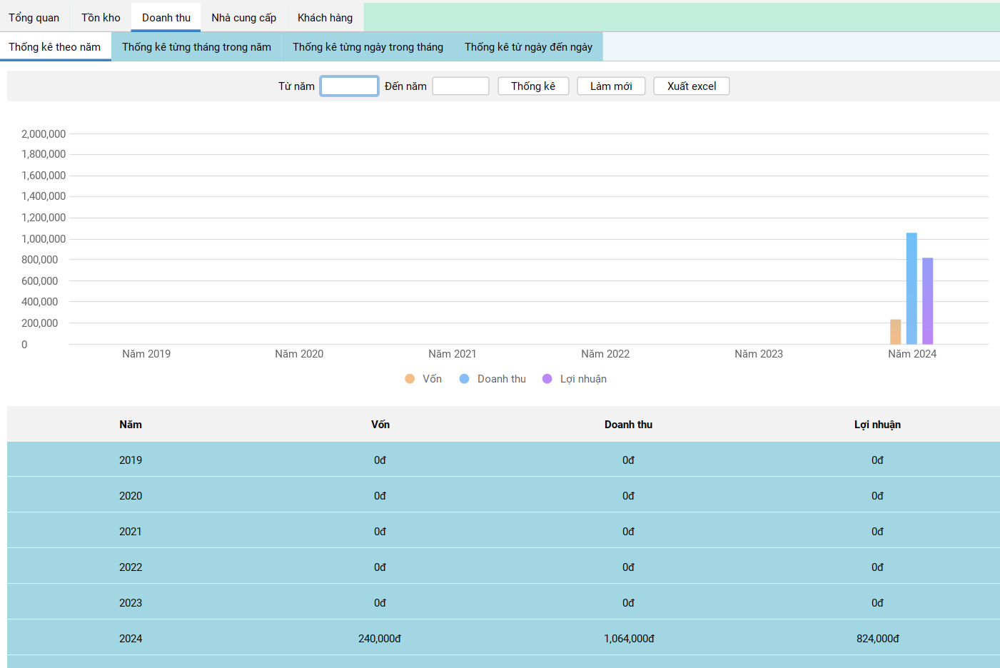 Tổng quan Tồn kho Doanh thu Nhà cung cấp Khách hàng
Thống kê theo năm Thống kê từng tháng trong năm Thống kê từng ngày trong tháng Thống kê từ ngày đến ngày
Từ năm Đến năm Thống kê Làm mới Xuất excel
2,000,000
1,800,000
1,600,000
1,400,000
1,200,000
1,000,000
800,000
600,000
400,000
200,000
0
Năm 2019 Năm 2020 Năm 2021 Năm 2022 Năm 2023 Năm 2024
Vốn Doanh thu Lợi nhuận
Năm Vốn Doanh thu Lợi nhuận
2019 0đ 0đ 0đ
2020 0đ 0đ 0đ
2021 0đ 0đ 0đ
2022 0đ 0đ 0đ
2023 0đ 0đ 0đ
2024 240,000đ 1,064,000đ 824,000đ